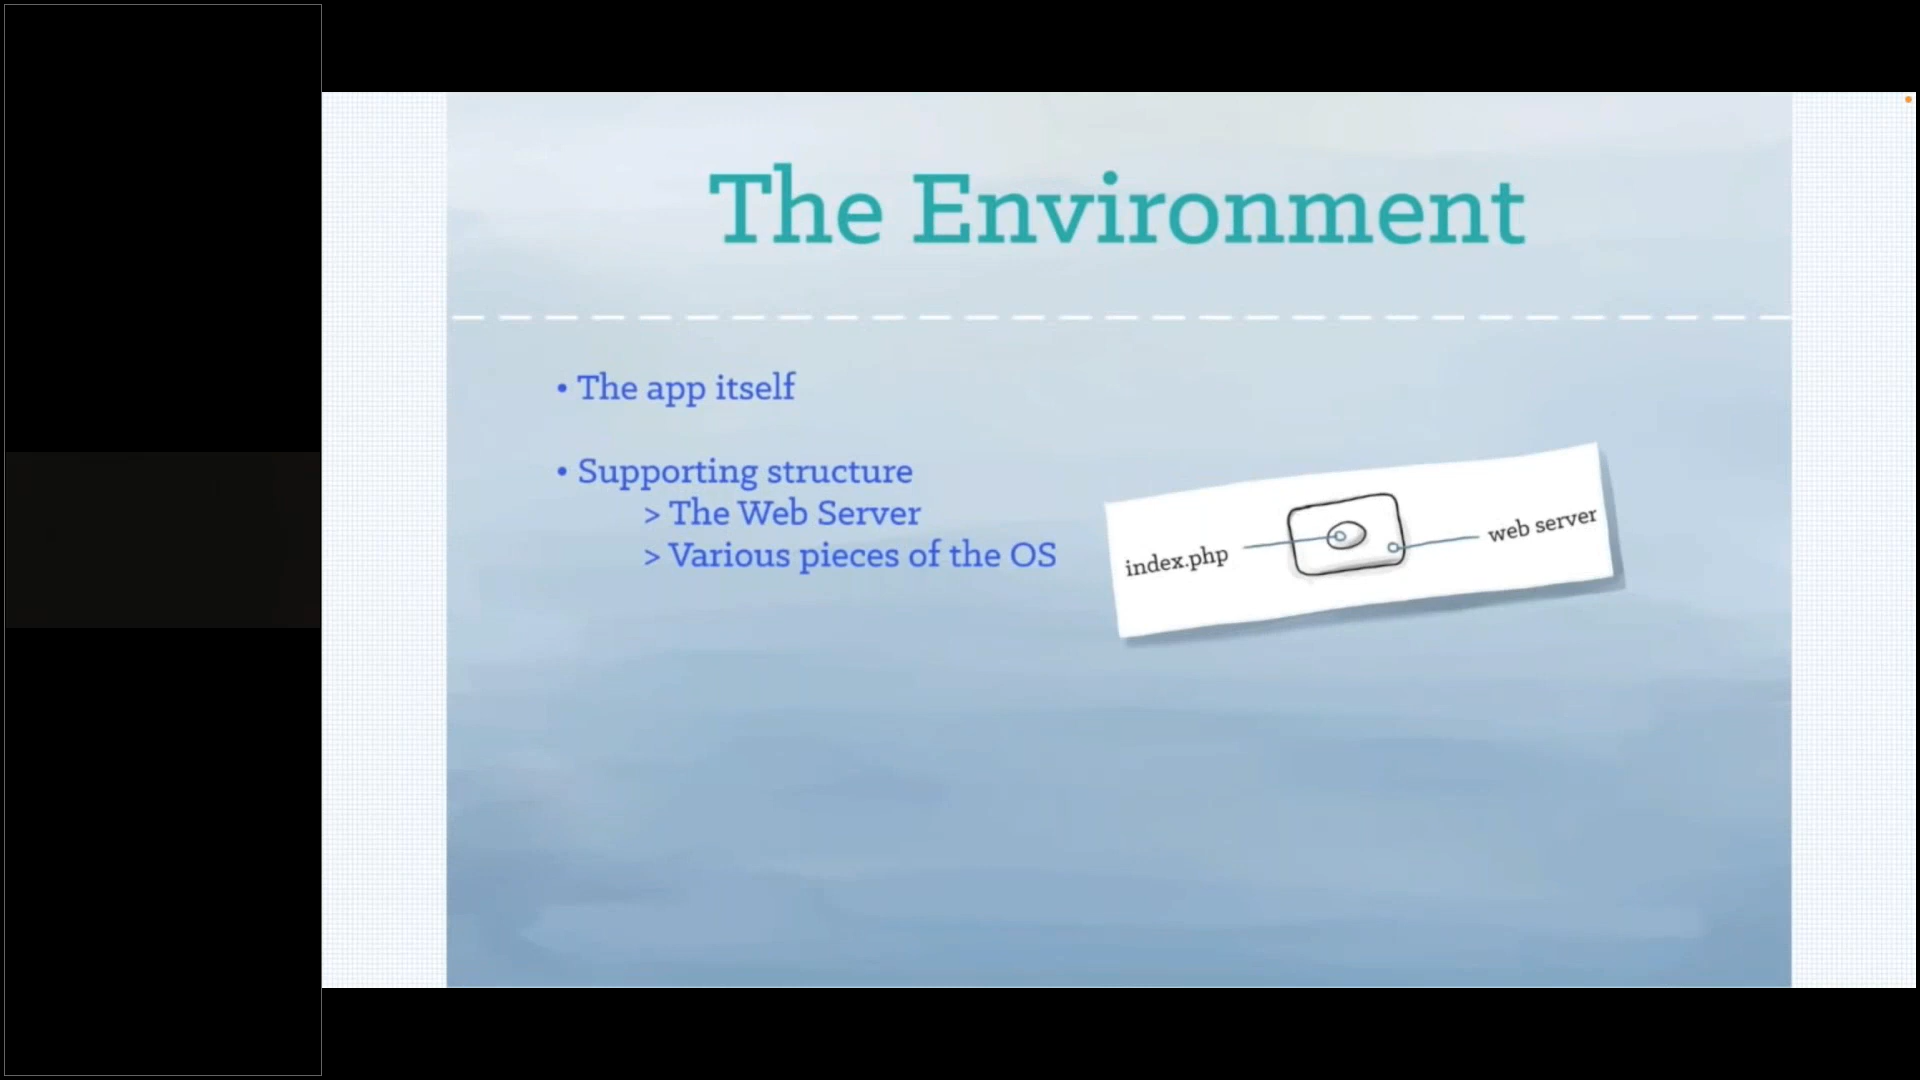 The Environment
• The app itself
• Supporting structure
> The Web Server
> Various pieces of the OS
index.php
web server